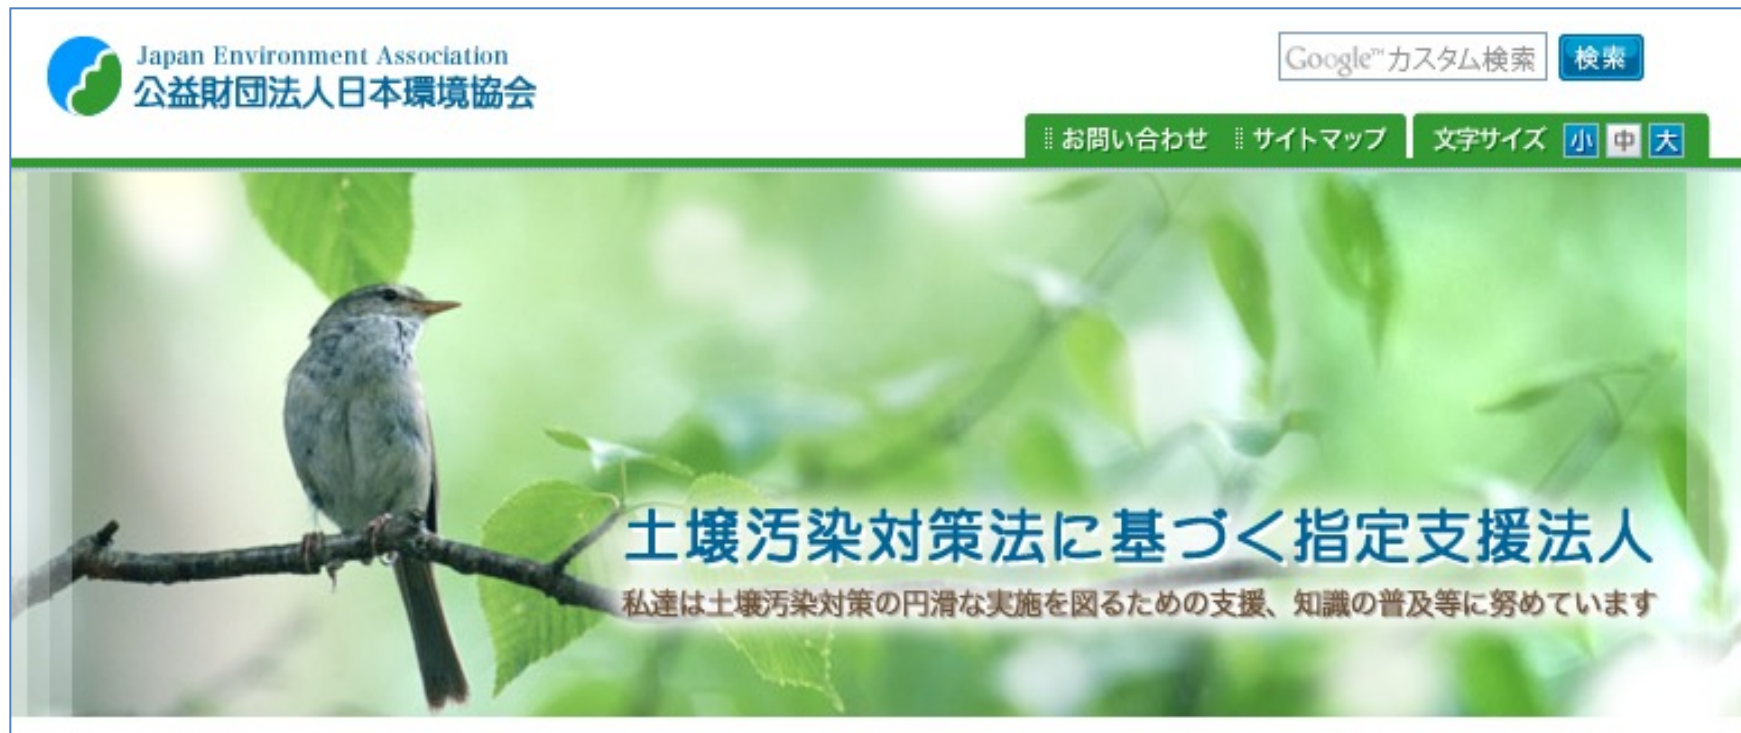 Japan Environment Association
公益財団法人日本環境協会
Google™カスタム検索 検索
お問い合わせ サイトマップ 文字サイズ 小 中 大
土壌汚染対策法に基づく指定支援法人
私達は土壌汚染対策の円滑な実施を図るための支援、知識の普及等に努めています